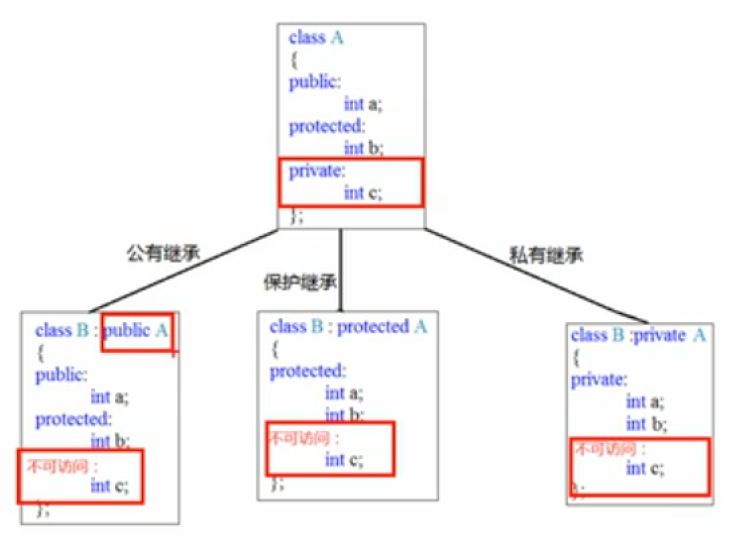 class A
{
public:
int a;
protected:
int b;
private:
int c;
};
公有继承
保护继承
私有继承
class B : public A
{
public:
int a;
protected:
int b;
不可访问：
int c;
};
class B : protected A
{
protected:
int a;
int b;
不可访问：
int c;
};
class B :private A
{
private:
int a;
int b;
不可访问：
int c;
};